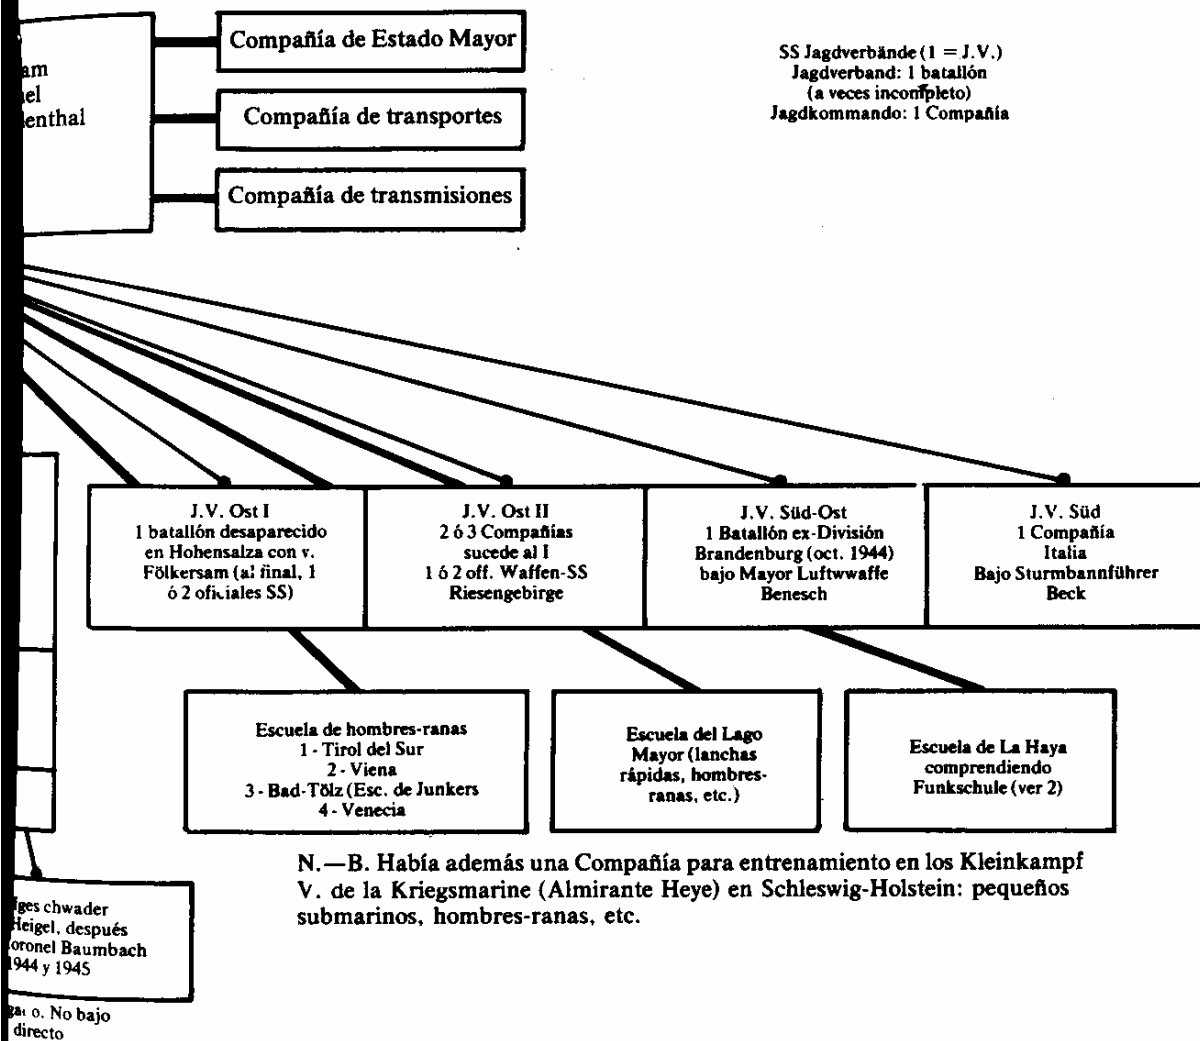 am
el
enthal
Compañía de Estado Mayor
Compañía de transportes
Compañía de transmisiones
SS Jagdverbände (1 = J.V.)
Jagdverband: 1 batallón
(a veces incompleto)
Jagdkommando: 1 Compañía
J.V. Ost I
1 batallón desaparecido
en Hohensalza con v.
Fölkersam (al final, 1
ó 2 oficiales SS)
J.V. Ost II
2 ó 3 Compañías
sucede al I
1 ó 2 off. Waffen-SS
Riesengebirge
J.V. Süd-Ost
1 Batallón ex-División
Brandenburg (oct. 1944)
bajo Mayor Luftwwaffe
Benesch
J.V. Süd
1 Compañía
Italia
Bajo Sturmbannführer
Beck
Escuela de hombres-ranas
1 - Tirol del Sur
2 - Viena
3 - Bad-Tölz (Esc. de Junkers
4 - Venecia
Escuela del Lago
Mayor (lanchas
rápidas, hombres-
ranas, etc.)
Escuela de La Haya
comprendiendo
Funkschule (ver 2)
N.—B. Había además una Compañía para entrenamiento en los Kleinkampf
V. de la Kriegsmarine (Almirante Heye) en Schleswig-Holstein: pequeños
submarinos, hombres-ranas, etc.
ges chwader
Heigel, después
oronel Baumbach
1944 y 1945
o. No bajo
directo